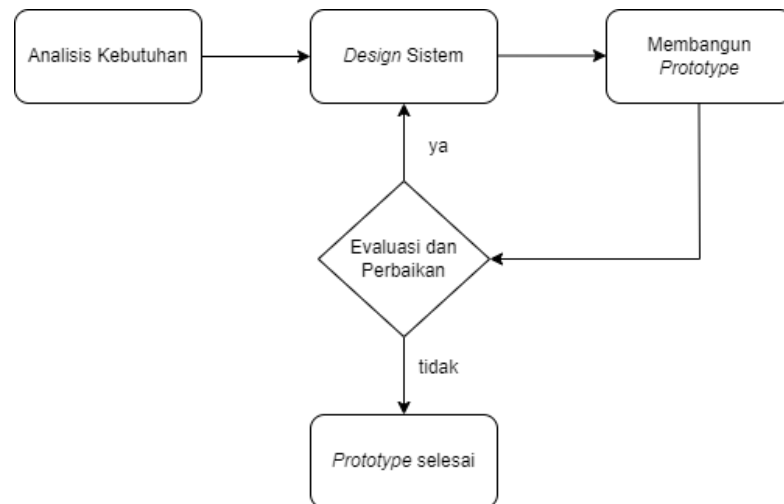 Analisis Kebutuhan
Design Sistem
Membangun
Prototype
ya
Evaluasi dan
Perbaikan
tidak
Prototype selesai